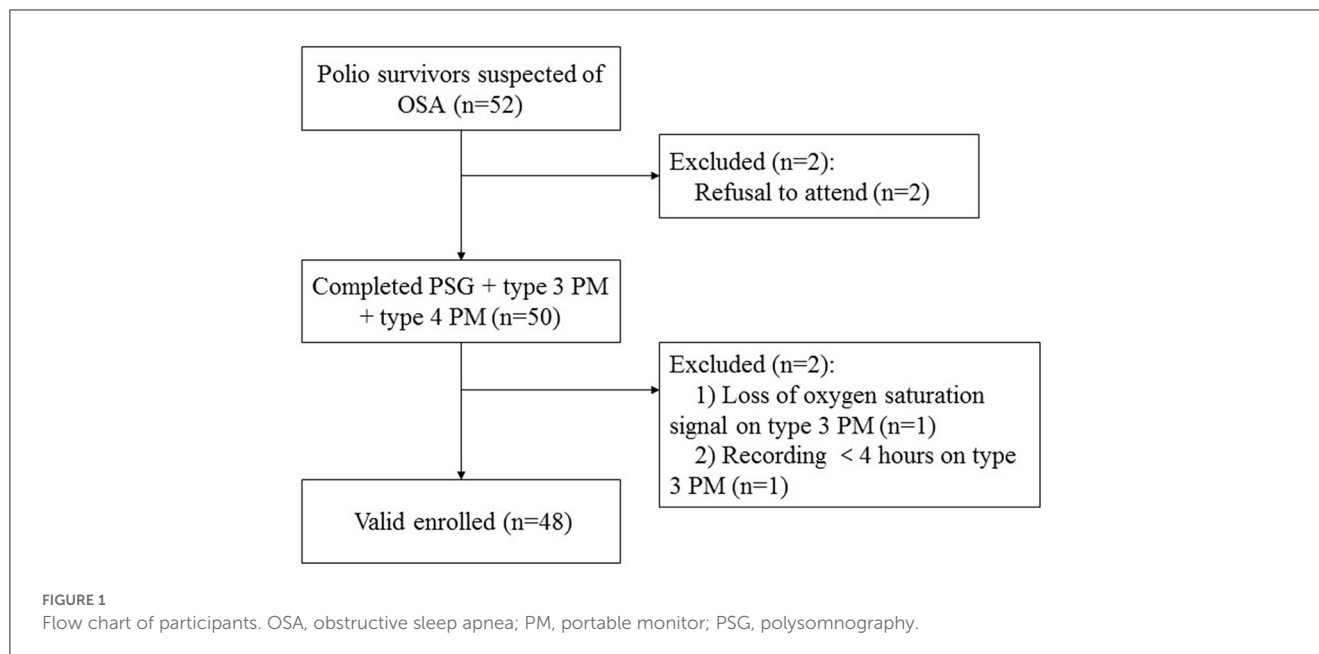 Polio survivors suspected of
OSA (n=52)
Excluded (n=2):
Refusal to attend (n=2)
Completed PSG + type 3 PM
+ type 4 PM (n=50)
Excluded (n=2):
1) Loss of oxygen saturation
signal on type 3 PM (n=1)
2) Recording < 4 hours on type
3 PM (n=1)
Valid enrolled (n=48)
FIGURE 1
Flow chart of participants. OSA, obstructive sleep apnea; PM, portable monitor; PSG, polysomnography.